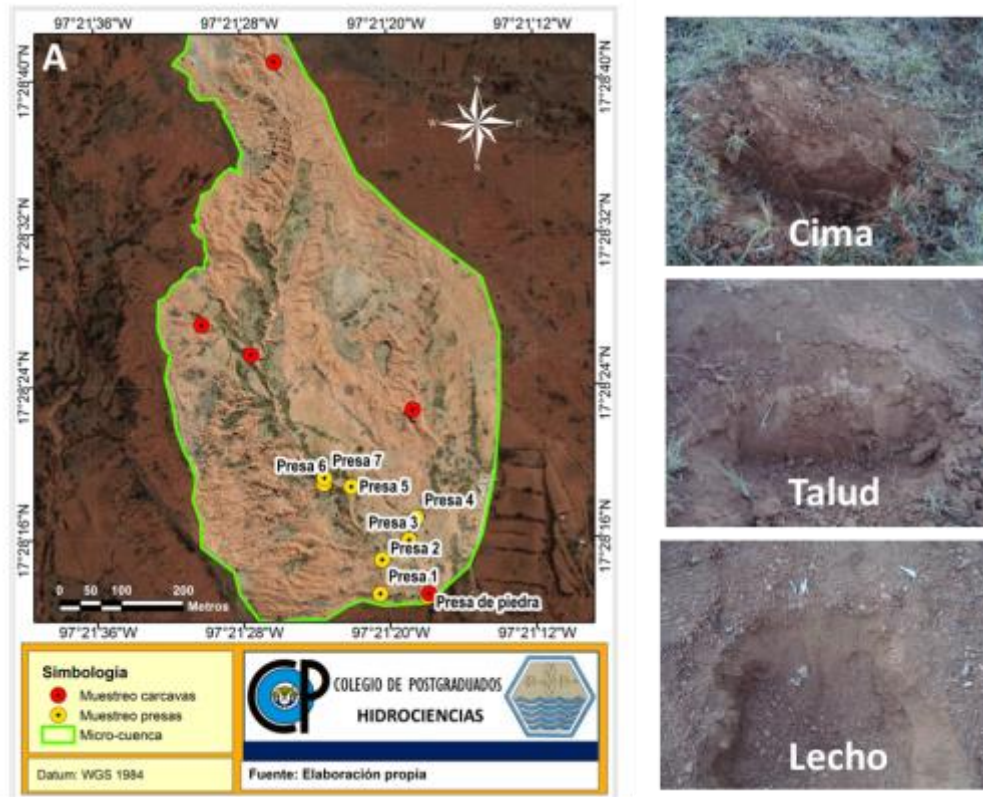 97°21'36"W 97°21'28"W 97°21'20"W 97°21'12"W
A
17°28'40"N
17°28'32"N
17°28'24"N
17°28'16"N
17°28'40"N
17°28'32"N
17°28'24"N
17°28'16"N
N
W
E
S
Presa 7
Presa 6
Presa 5
Presa 4
Presa 3
Presa 2
Presa 1
Presa de piedra
0 50 100 200
Metros
97°21'36"W 97°21'28"W 97°21'20"W 97°21'12"W
Simbologia
Muestreo carcavas
Muestreo presas
Micro-cuenca
Datum: WGS 1984
CP
COLEGIO DE POSTGRADUADOS
HIDROCIENCIAS
Fuente: Elaboración propia
Cima
Talud
Lecho